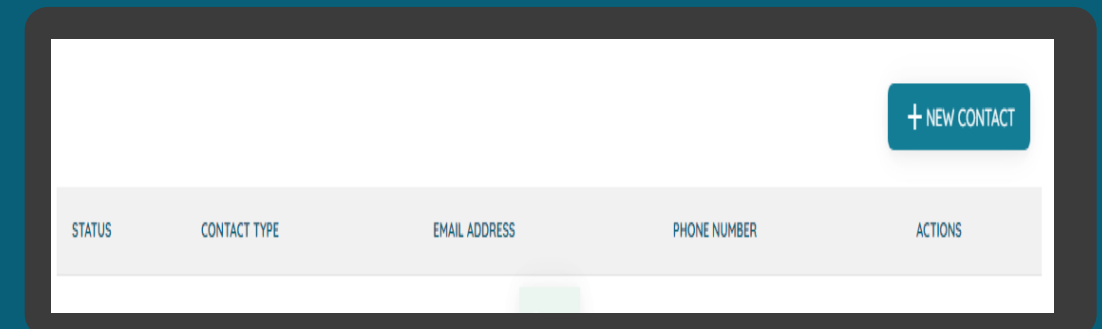 + NEW CONTACT
STATUS CONTACT TYPE EMAIL ADDRESS PHONE NUMBER ACTIONS